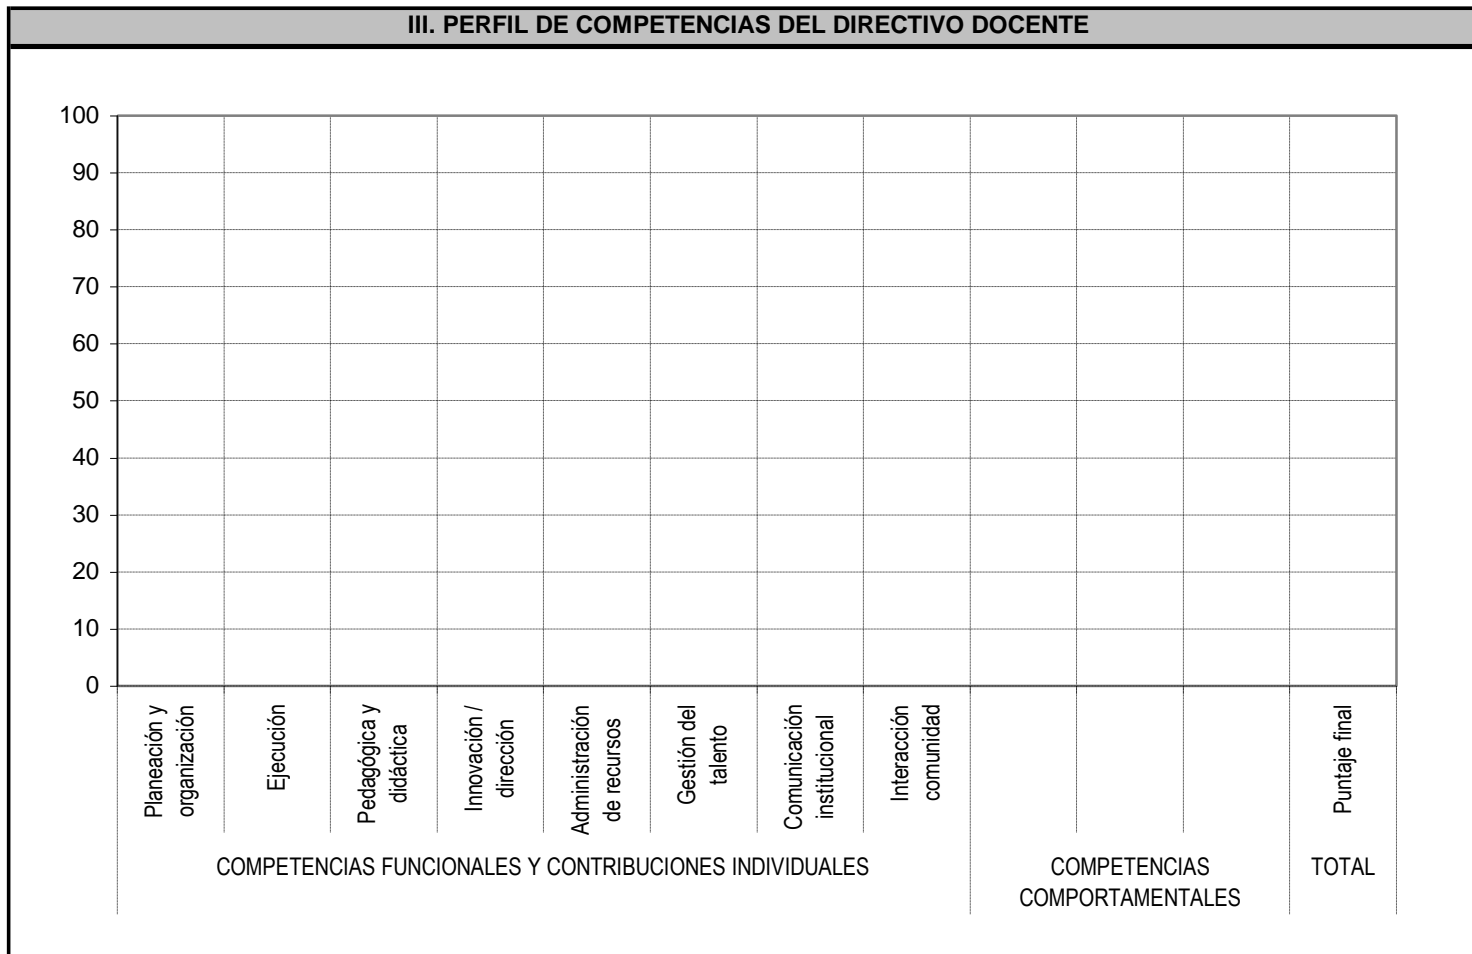 III. PERFIL DE COMPETENCIAS DEL DIRECTIVO DOCENTE
100
90
80
70
60
50
40
30
20
10
0
Planeación y
organización
Ejecución
Pedagógica y
didáctica
Innovación /
dirección
Administración
de recursos
Gestión del
talento
Comunicación
institucional
Interacción
comunidad
Puntaje final
COMPETENCIAS FUNCIONALES Y CONTRIBUCIONES INDIVIDUALES
COMPETENCIAS
COMPORTAMENTALES
TOTAL